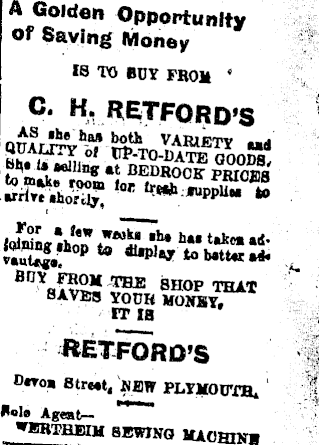 A Golden Opportunity
of Saving Money
IS TO BUY FROM
C. H. RETFORD'S
AS she has both VARIETY and
QUALITY of UP-TO-DATE GOODS.
She is selling at BEDROCK PRICES
to make room for fresh supplies to
arrive shortly.
For a few weeks she has taken ad-
joining shop to display to better ad-
vantage.
BUY FROM THE SHOP THAT
SAVES YOUR MONEY,
IT IS
RETFORD'S
Devon Street, NEW PLYMOUTH.
Sole Agent—
WERTHEIM SEWING MACHINE